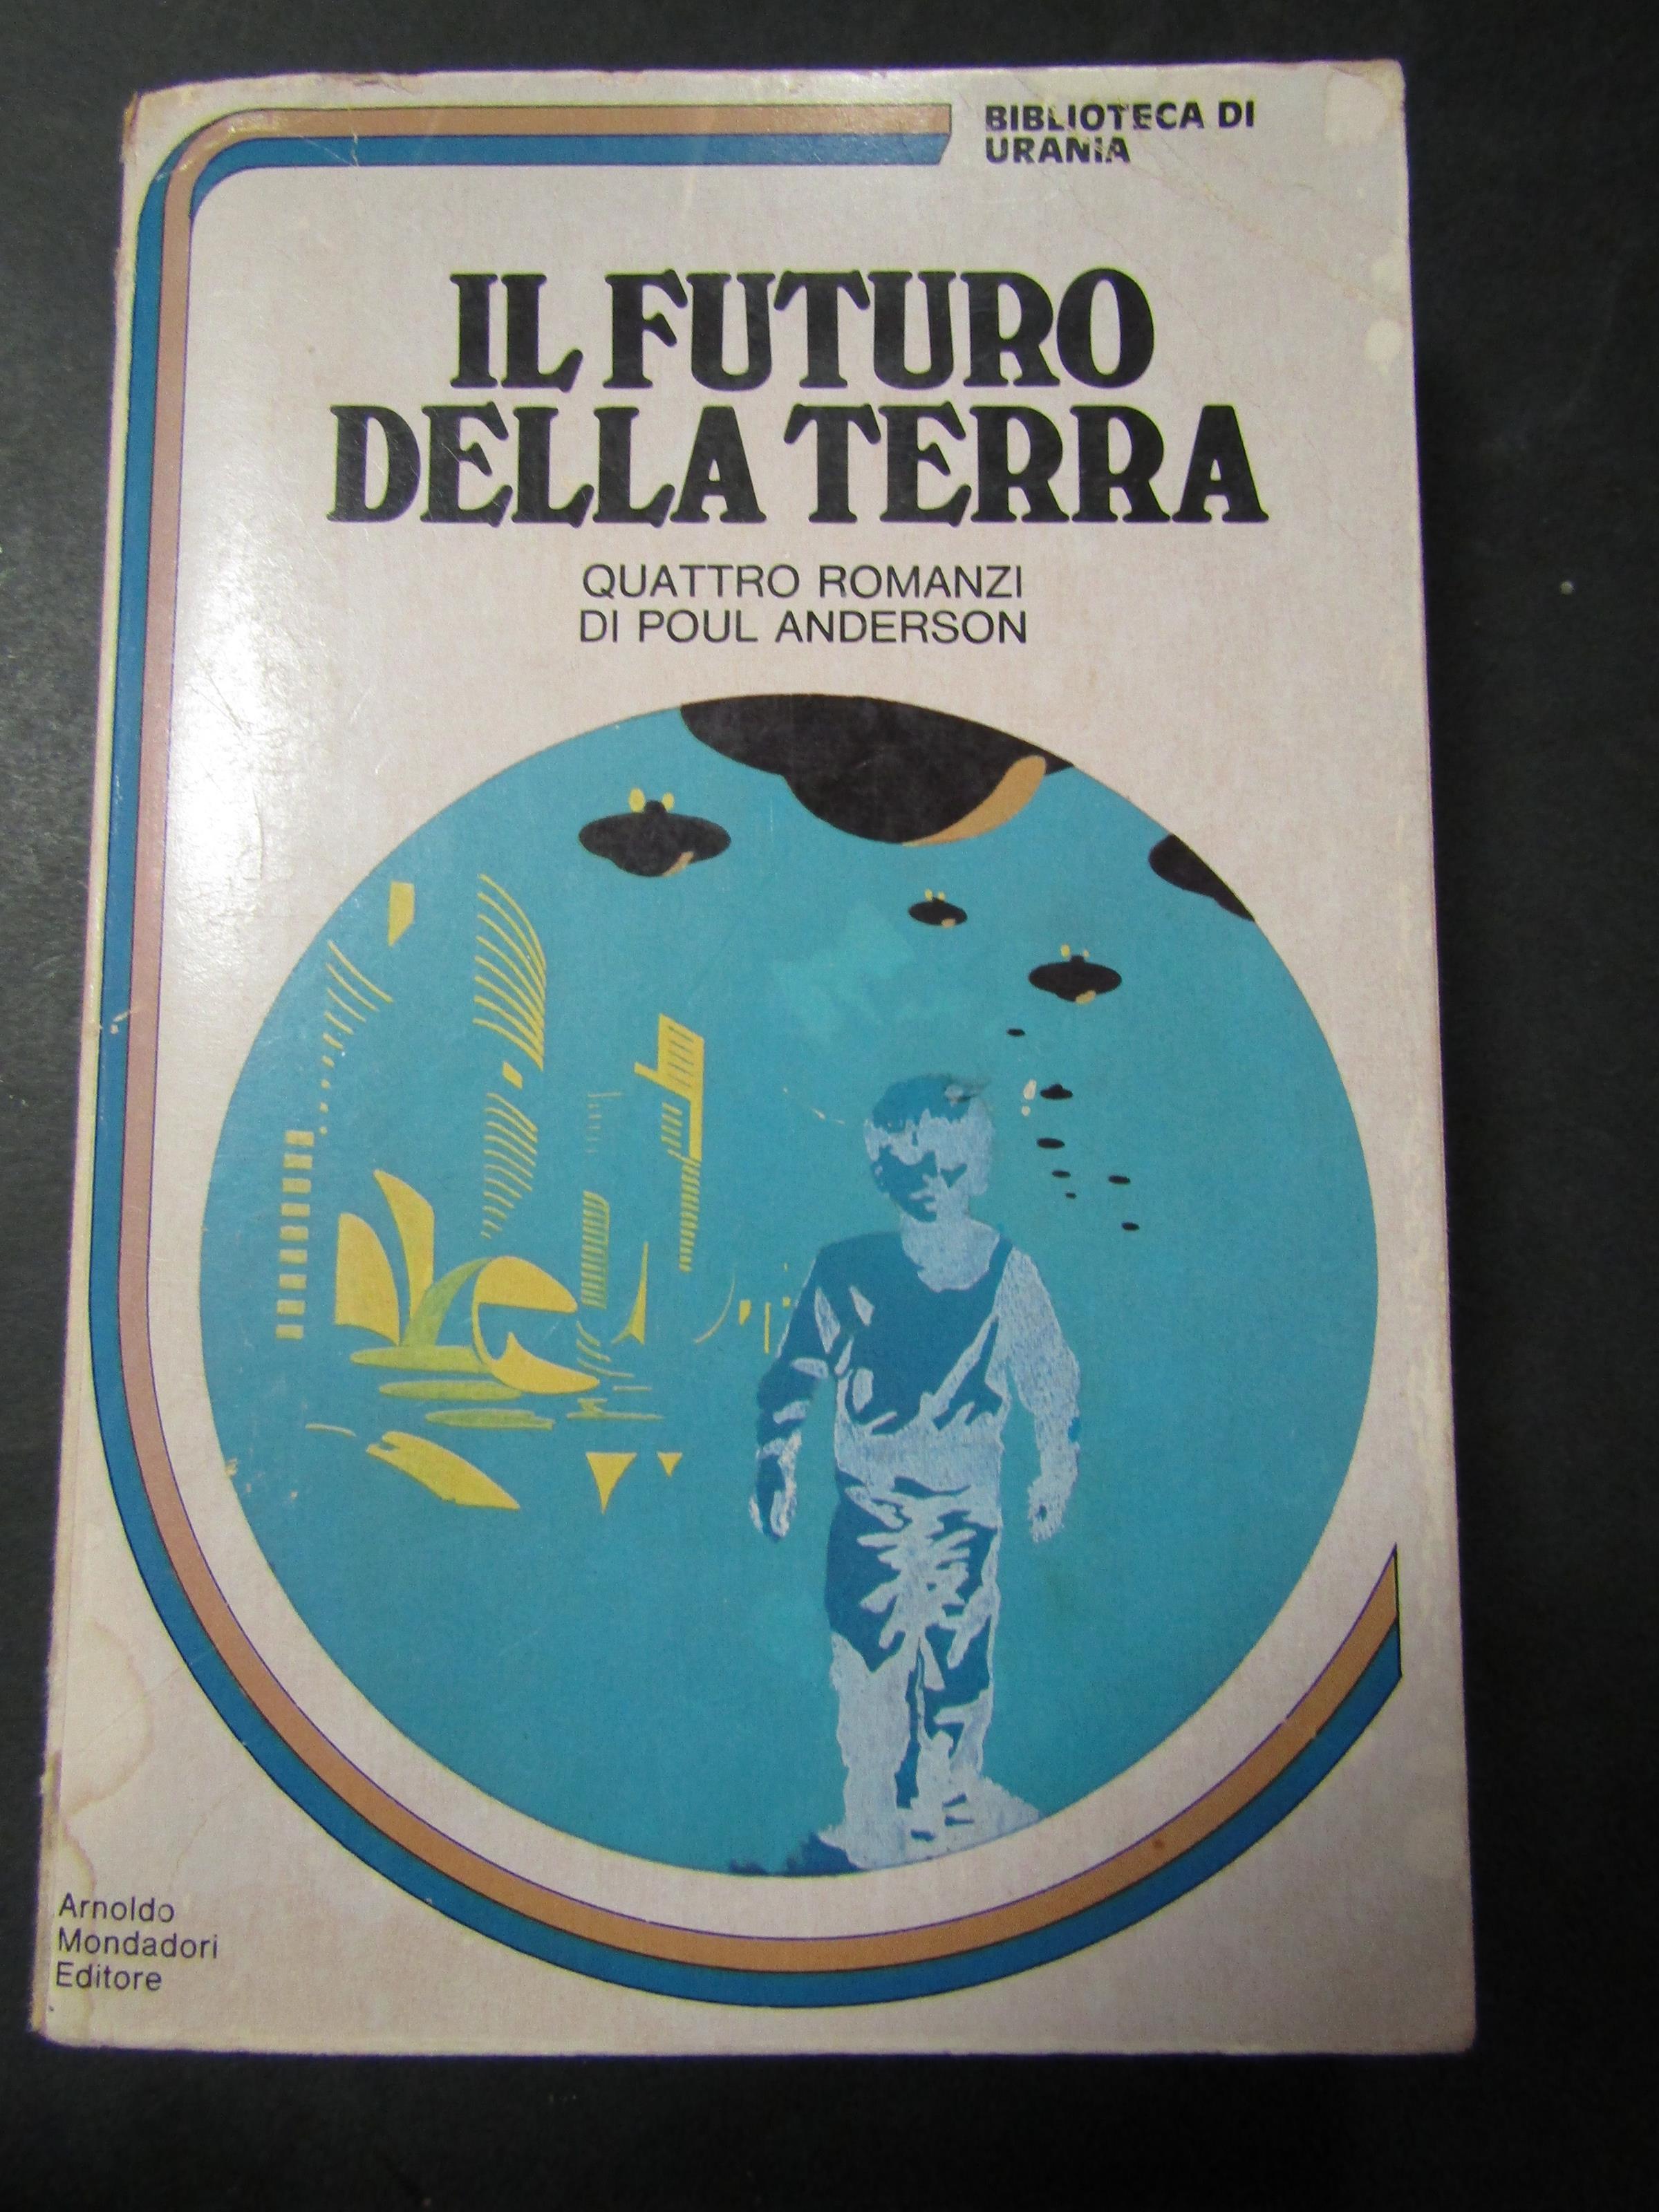 BIBLIOTECA DI
URANIA
IL FUTURO
DELLA TERRA
QUATTRO ROMANZI
DI POUL ANDERSON
Arnoldo
Mondadori
Editore